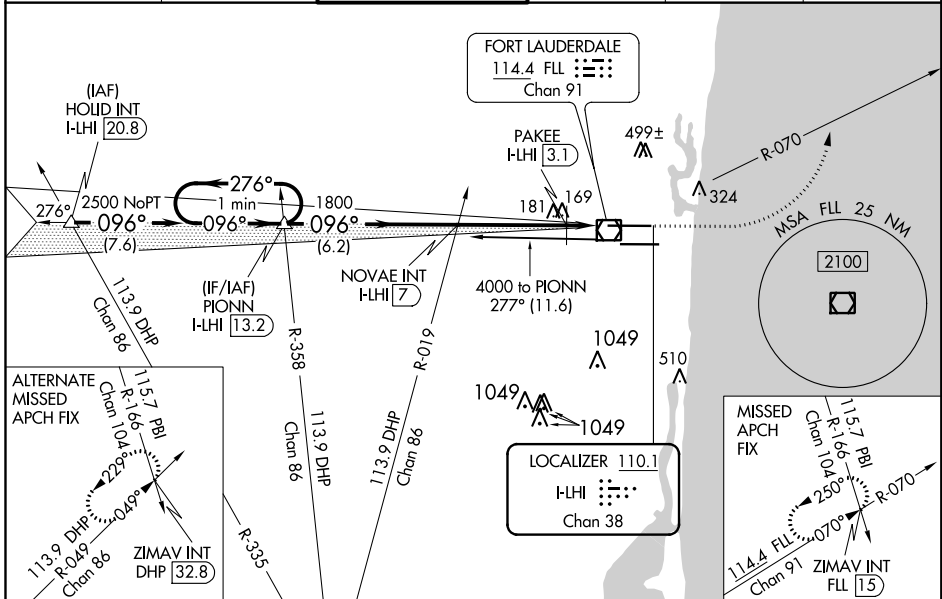 FORT LAUDERDALE
114.4 FLL
Chan 91
(IAF)
HOLID INT
I-LHI 20.8
PAKEE
I-LHI 3.1
499±
R-070
324
181
169
276°
276°
1 min
2500 NoPT
1800
096°
096°
096°
(7.6)
(6.2)
MSA FLL 25 NM
2100
NOVAE INT
I-LHI 7
4000 to PIONN
277° (11.6)
(IF/IAF)
PIONN
I-LHI 13.2
113.9 DHP
Chan 86
R-358
113.9 DHP
Chan 86
R-019
113.9 DHP
Chan 86
1049
510
1049
1049
LOCALIZER 110.1
I-LHI
Chan 38
ALTERNATE
MISSED
APCH FIX
115.7 PBI
R-166
Chan 104
229°
049°
113.9 DHP
R-049
Chan 86
ZIMAV INT
DHP 32.8
R-335
MISSED
APCH
FIX
115.7 PBI
R-166
Chan 104
250°
R-070
070°
114.4 FLL
Chan 91
ZIMAV INT
FLL 15